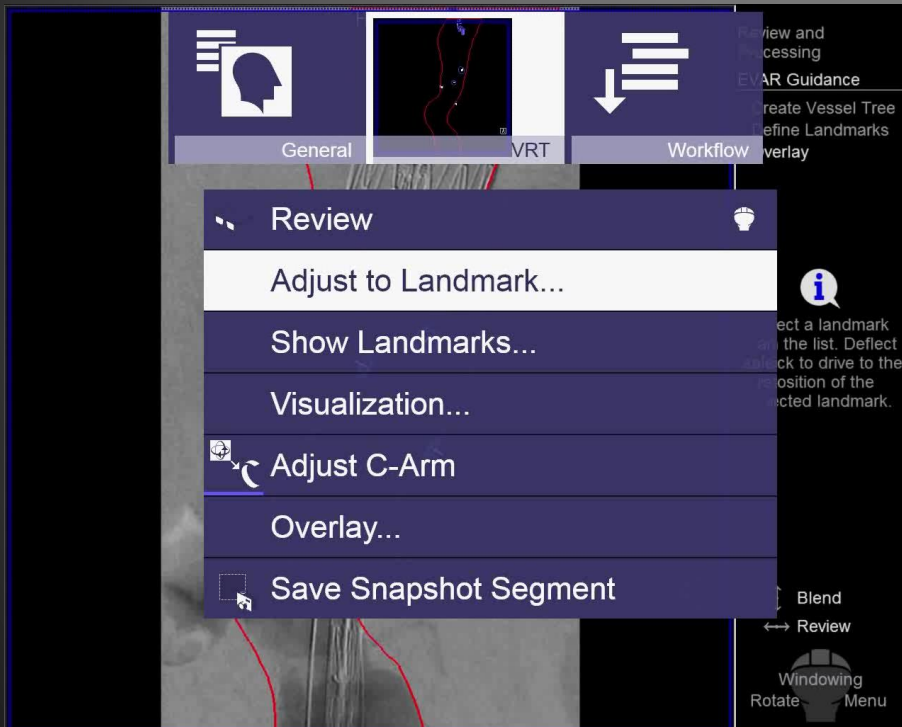 General
VRT
Workflow
EVAR Guidance
Create Vessel Tree
Define Landmarks
Overlay
Review and
Processing
Review
Adjust to Landmark...
Show Landmarks...
Visualization...
Adjust C-Arm
Overlay...
Save Snapshot Segment
a landmark
the list. Deflect
to drive to the
of the
landmark.
Blend
Review
Windowing
Rotate
Menu